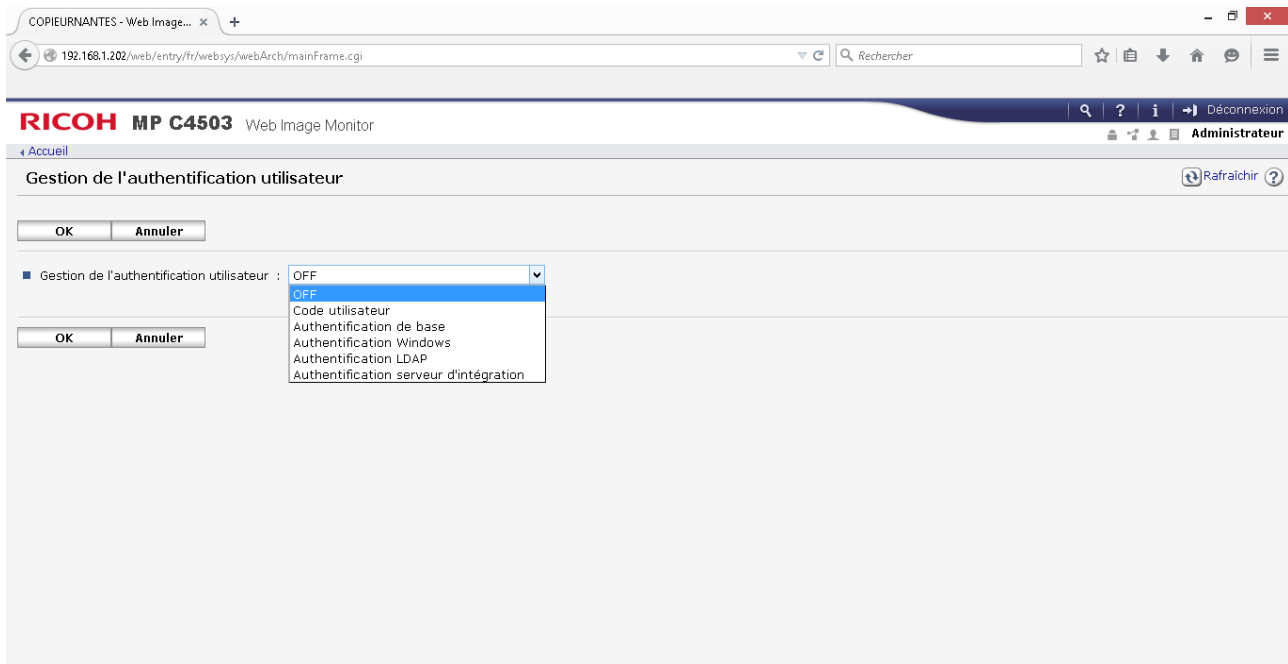 COPIEURNANTES - Web Image...
192.168.1.202/web/entry/fr/websys/webArch/mainFrame.cgi
Rechercher
RICOH MP C4503 Web Image Monitor
? i Déconnexion
Administrateur
Accueil
Gestion de l'authentification utilisateur
Rafraîchir ?
OK Annuler
Gestion de l'authentification utilisateur : OFF
OFF
Code utilisateur
Authentification de base
Authentification Windows
Authentification LDAP
Authentification serveur d'intégration
OK Annuler